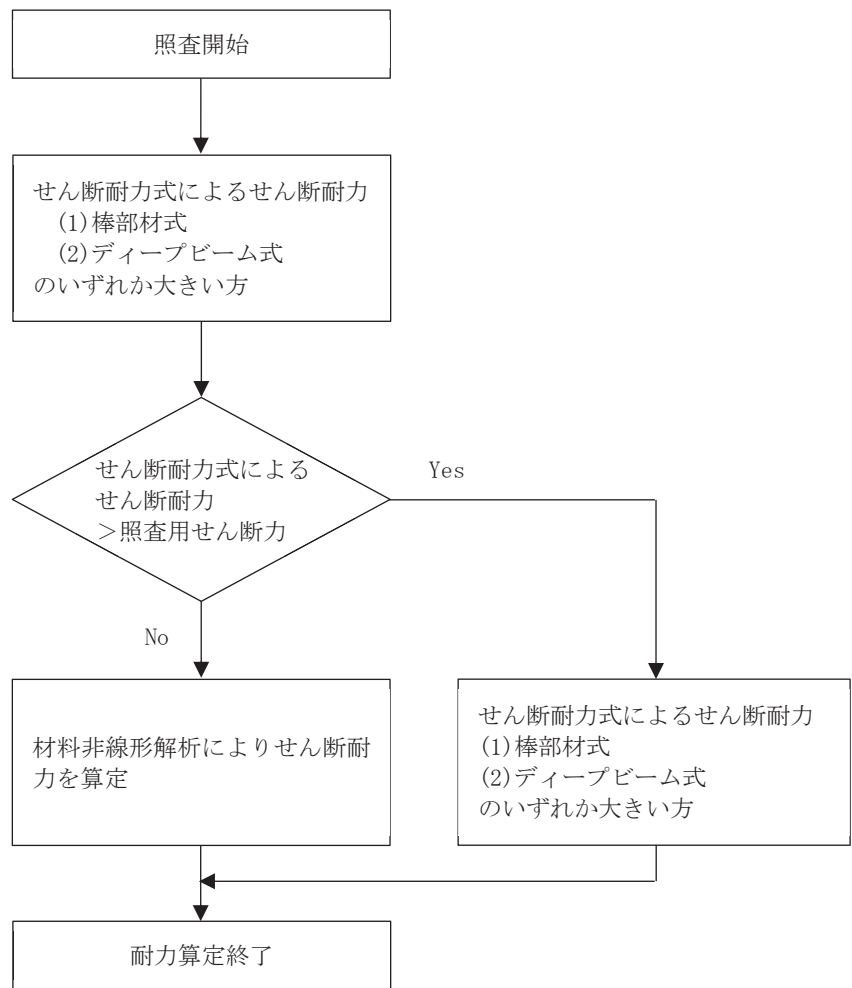 照査開始
せん断耐力式によるせん断耐力
(1)棒部材式
(2)ディープビーム式
のいずれか大きい方
せん断耐力式による
せん断耐力
＞照査用せん断力
Yes
No
材料非線形解析によりせん断耐
力を算定
せん断耐力式によるせん断耐力
(1)棒部材式
(2)ディープビーム式
のいずれか大きい方
耐力算定終了